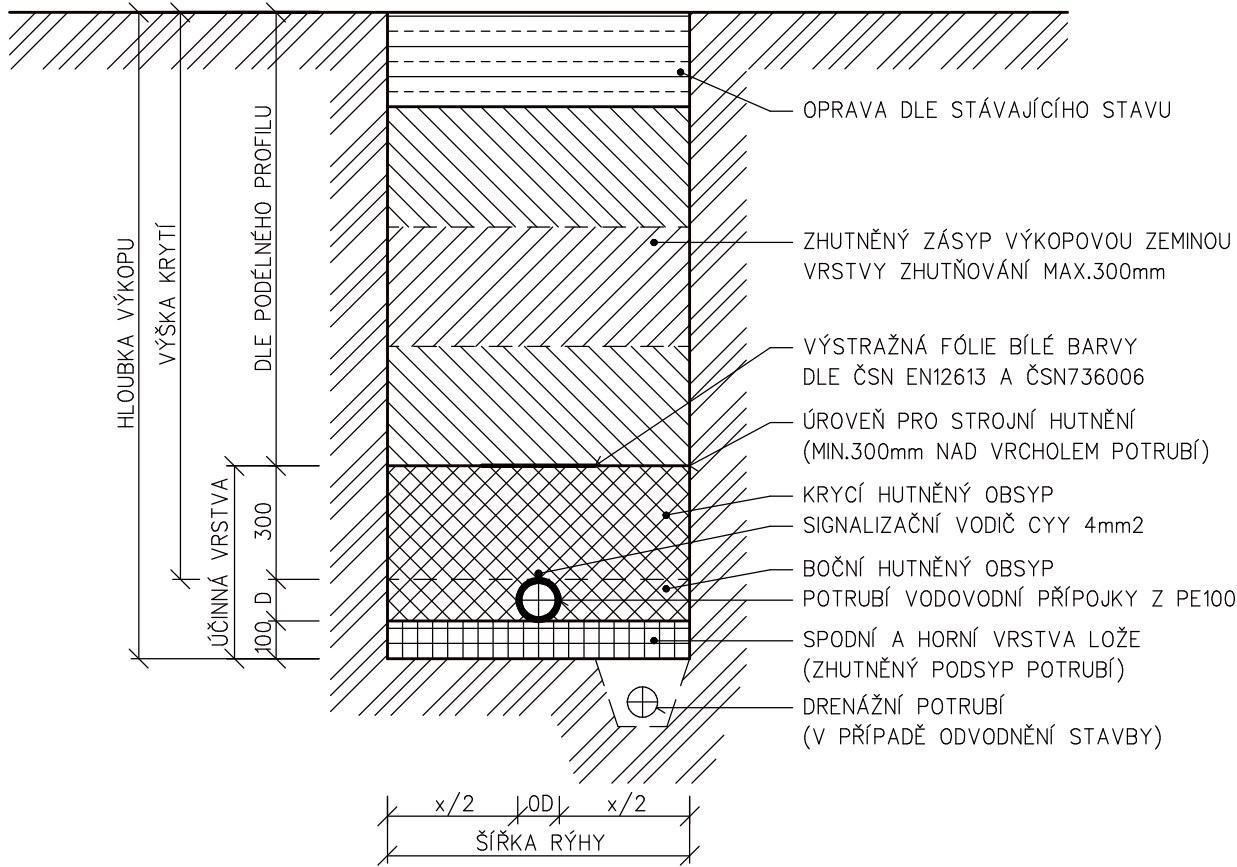 OPRAVA DLE STÁVAJÍCÍHO STAVU
ZHUTNĚNÝ ZÁSYP VÝKOPOVOU ZEMINOU
VRSTVY ZHUTŇOVÁNÍ MAX.300mm
VÝSTRAŽNÁ FÓLIE BÍLÉ BARVY
DLE ČSN EN12613 A ČSN736006
ÚROVEŇ PRO STROJNÍ HUTNĚNÍ
(MIN.300mm NAD VRCHOLEM POTRUBÍ)
KRYCÍ HUTNĚNÝ OBSYP
SIGNALIZAČNÍ VODIČ CYY 4mm2
BOČNÍ HUTNĚNÝ OBSYP
POTRUBÍ VODOVODNÍ PŘÍPOJKY Z PE100
SPODNÍ A HORNÍ VRSTVA LOŽE
(ZHUTNĚNÝ PODSYP POTRUBÍ)
DRENÁŽNÍ POTRUBÍ
(V PŘÍPADĚ ODVODNĚNÍ STAVBY)
HLOUBKA VÝKOPU
VÝŠKA KRYTÍ
DLE PODÉLNÉHO PROFILU
ÚČINNÁ VRSTVA
300
D
100
x/2
OD
x/2
ŠÍŘKA RÝHY